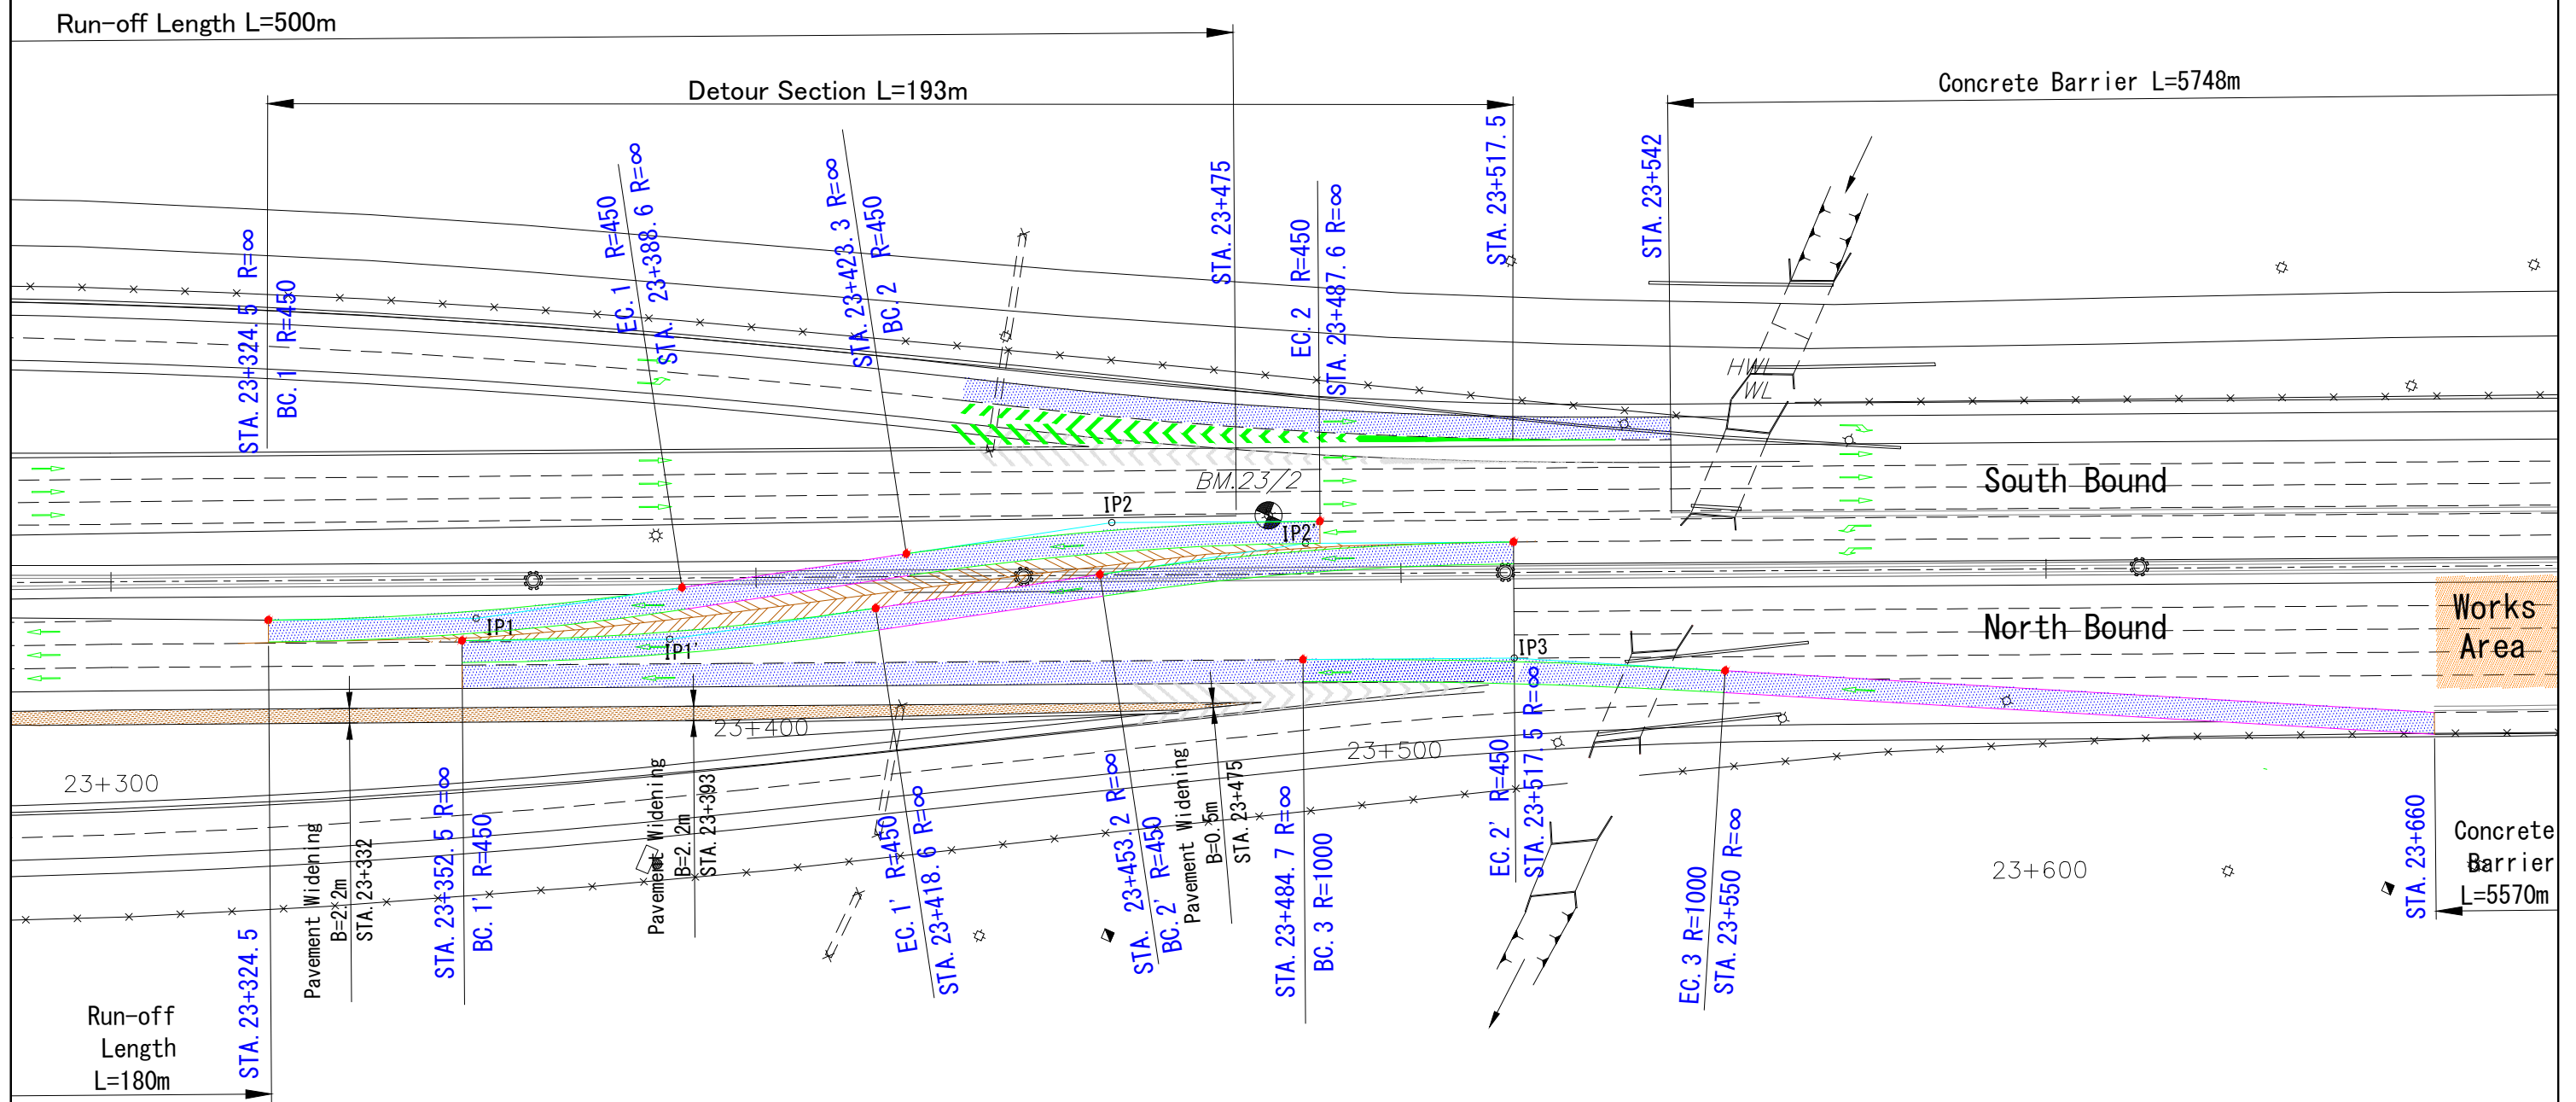 Run-off Length L=500m
Detour Section L=193m
Concrete Barrier L=5748m
STA. 23+324. 5 R=∞
BC. 1 R=450
EC. 1 R=450
STA. 23+388. 6 R=∞
STA. 23+423. 3 R=∞
BC. 2 R=450
STA. 23+475
EC. 2 R=450
STA. 23+487. 6 R=∞
STA. 23+517. 5
STA. 23+542
HWL
WL
BM.23/2
South Bound
IP2
IP2'
IP1
IP1'
IP3
North Bound
Works
Area
23+300
23+400
23+500
23+600
Pavement Widening
B=2.2m
STA. 23+332
STA. 23+352. 5 R=∞
BC. 1' R=450
Pavement Widening
B=2. 2m
STA. 23+393
EC. 1' R=450
STA. 23+418. 6 R=∞
STA. 23+453. 2 R=∞
BC. 2' R=450
Pavement Widening
B=0. 5m
STA. 23+475
STA. 23+484. 7 R=∞
BC. 3 R=1000
EC. 2' R=450
STA. 23+517. 5 R=∞
EC. 3 R=1000
STA. 23+550 R=∞
STA. 23+660
Concrete
Barrier
L=5570m
STA. 23+324. 5
Run-off
Length
L=180m